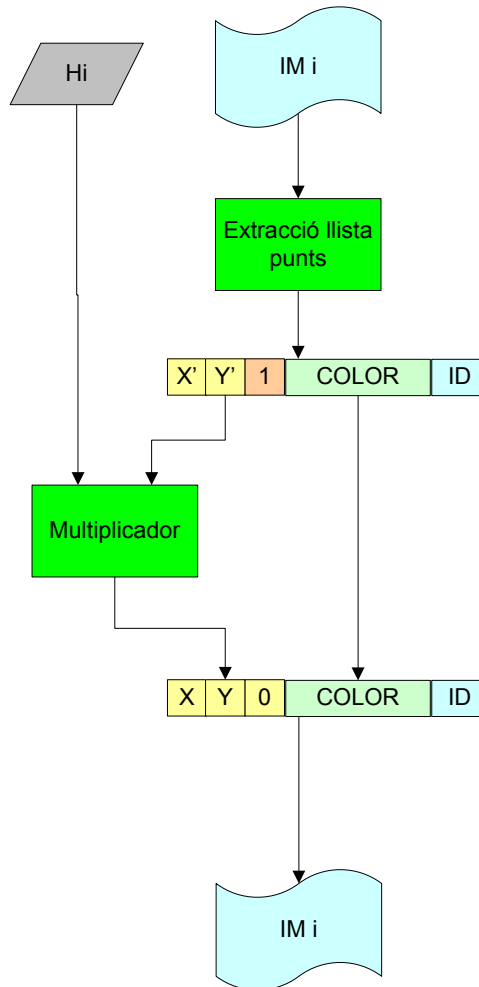 Hi
IM i
Extracció llista
punts
X' Y' 1 COLOR ID
Multiplicador
X Y 0 COLOR ID
IM i